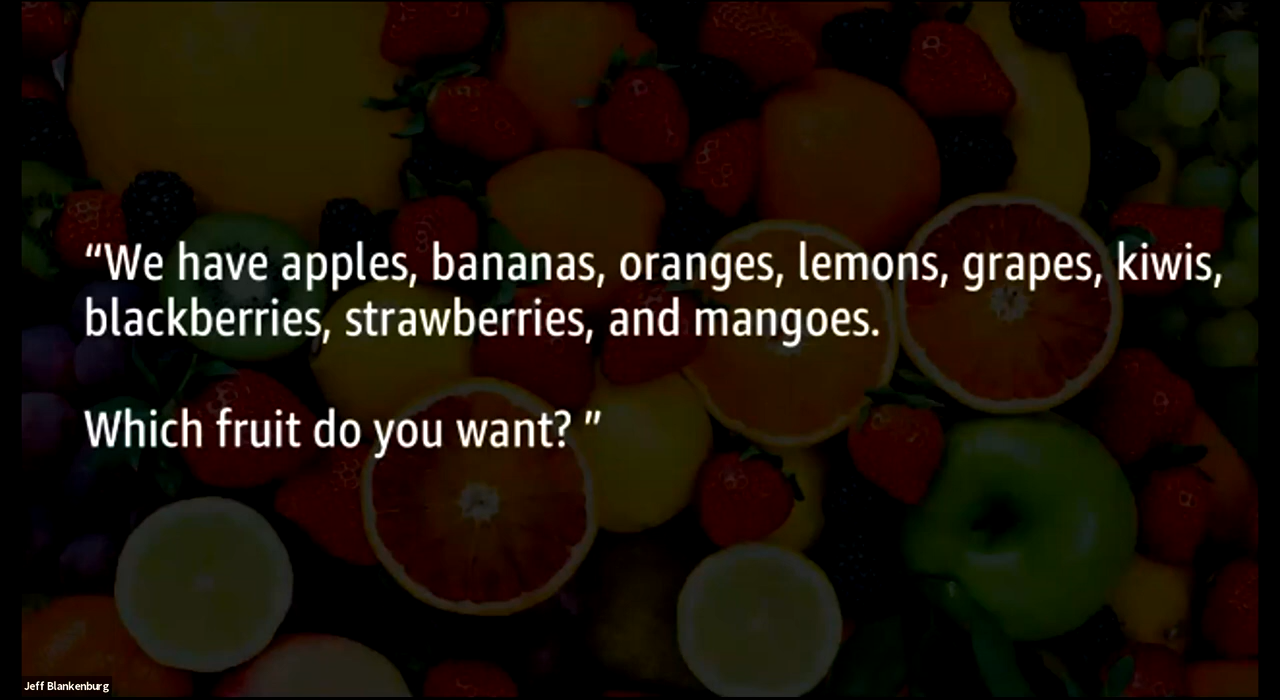 “We have apples, bananas, oranges, lemons, grapes, kiwis,
blackberries, strawberries, and mangoes.
Which fruit do you want? ”
Jeff Blankenburg